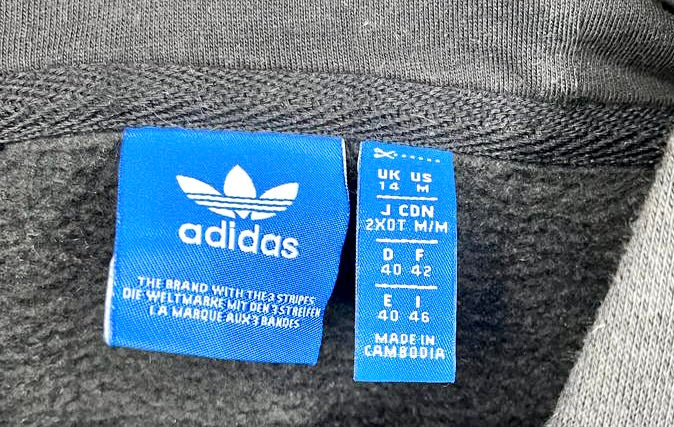 adidas
THE BRAND WITH THE 3 STRIPES
DIE WELTMARKE MIT DEN 3 STREIFEN
LA MARQUE AUX 3 BANDES
UK US
14 M
J CDN
2XOT M/M
D F
40 42
E I
40 46
MADE IN
CAMBODIA